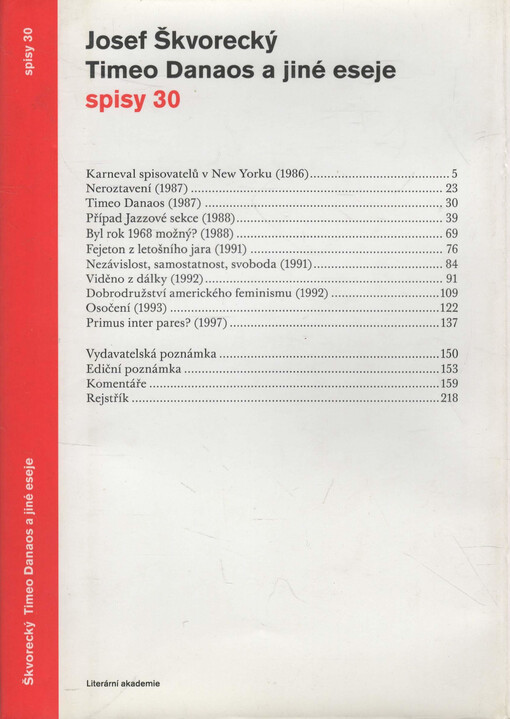 spisy 30
Škvorecký Timeo Danaos a jiné eseje
Josef Škvorecký
Timeo Danaos a jiné eseje
spisy 30
Karneval spisovatelů v New Yorku (1986)................................5
Neroztavení (1987) ................................23
Timeo Danaos (1987) ................................30
Případ Jazzové sekce (1988)................................39
Byl rok 1968 možný? (1988) ................................69
Fejeton z letošního jara (1991) ................................76
Nezávislost, samostatnost, svoboda (1991)................................84
Viděno z dálky (1992)................................91
Dobrodružství amerického feminismu (1992) ................................109
Osočení (1993) ................................122
Primus inter pares? (1997) ................................137
Vydavatelská poznámka ................................150
Ediční poznámka ................................153
Komentáře ................................159
Rejstřík ................................218
Literární akademie